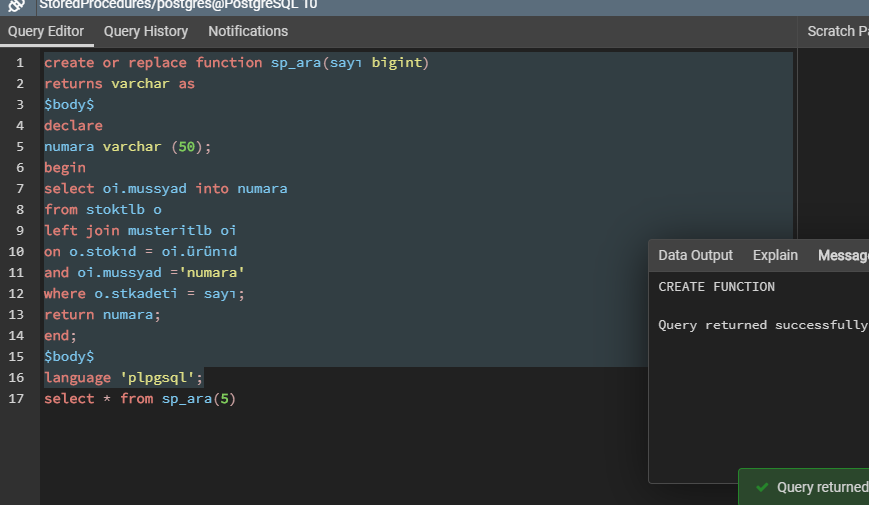 StoredProcedures/postgres@PostgreSQL 10
Query Editor Query History Notifications
Scratch Pa
1 create or replace function sp_ara(sayı bigint)
2 returns varchar as
3 $body$
4 declare
5 numara varchar (50);
6 begin
7 select oi.mussyad into numara
8 from stoktlb o
9 left join musteritlb oi
10 on o.stokıd = oi.ürünıd
11 and oi.mussyad ='numara'
12 where o.stkadeti = sayı;
13 return numara;
14 end;
15 $body$
16 language 'plpgsql';
17 select * from sp_ara(5)
Data Output Explain Message
CREATE FUNCTION
Query returned successfully
Query returned